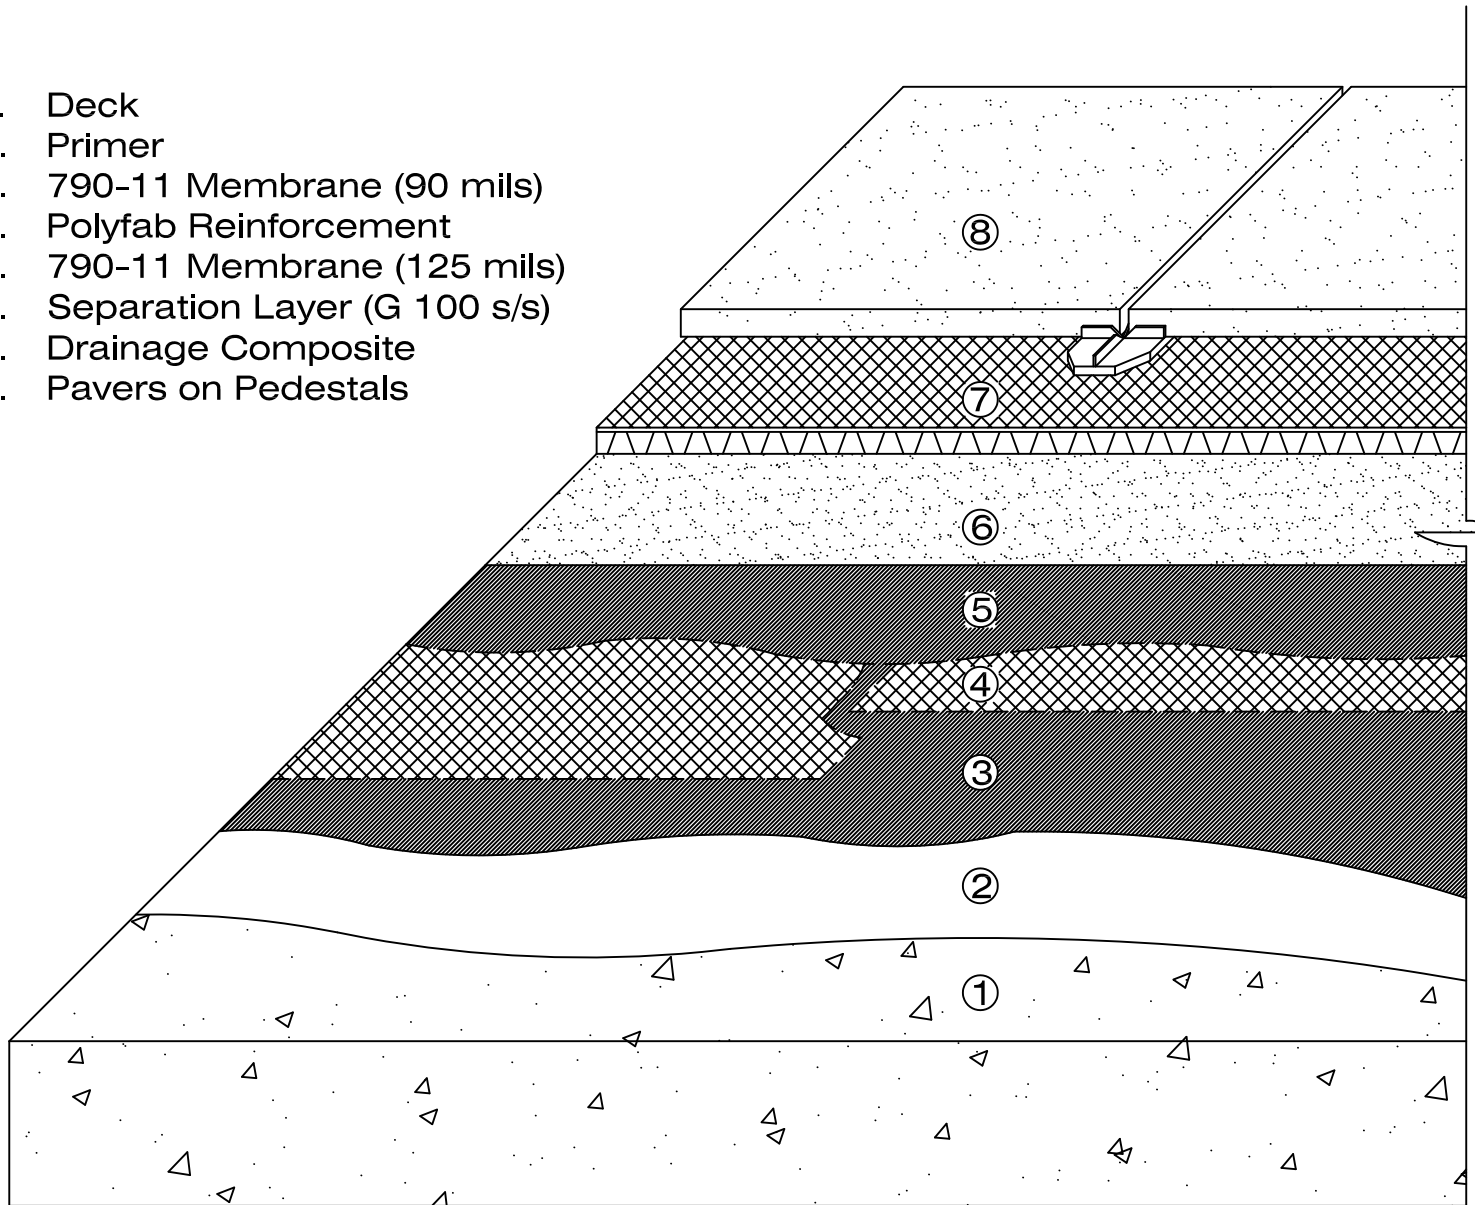 . Deck
. Primer
. 790-11 Membrane (90 mils)
. Polyfab Reinforcement
. 790-11 Membrane (125 mils)
. Separation Layer (G 100 s/s)
. Drainage Composite
. Pavers on Pedestals
8
7
6
5
4
3
2
1